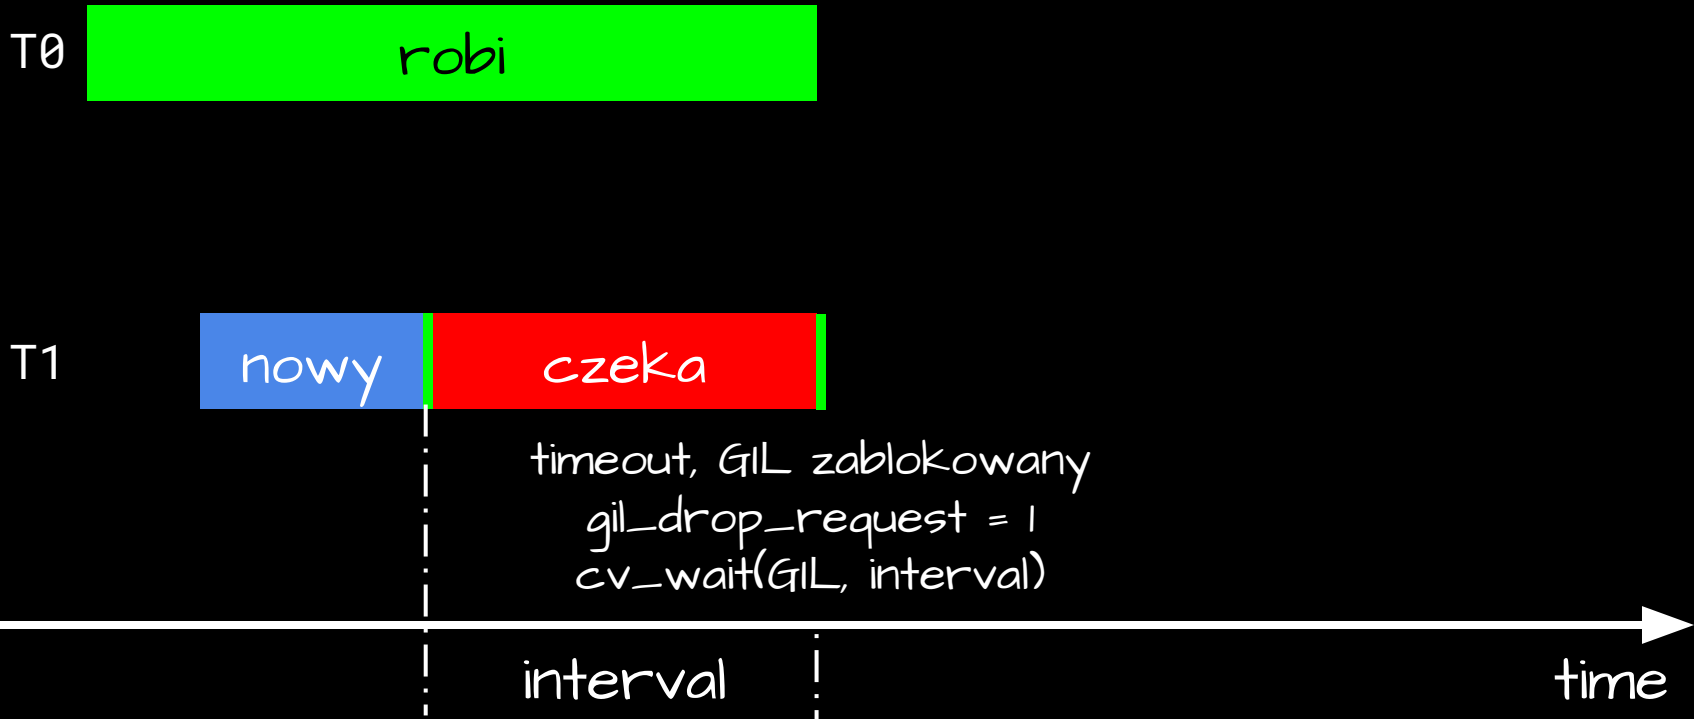 T0
robi
T1
nowy
czeka
timeout, GIL zablokowany
gil_drop_request = 1
cv_wait(GIL, interval)
interval
time